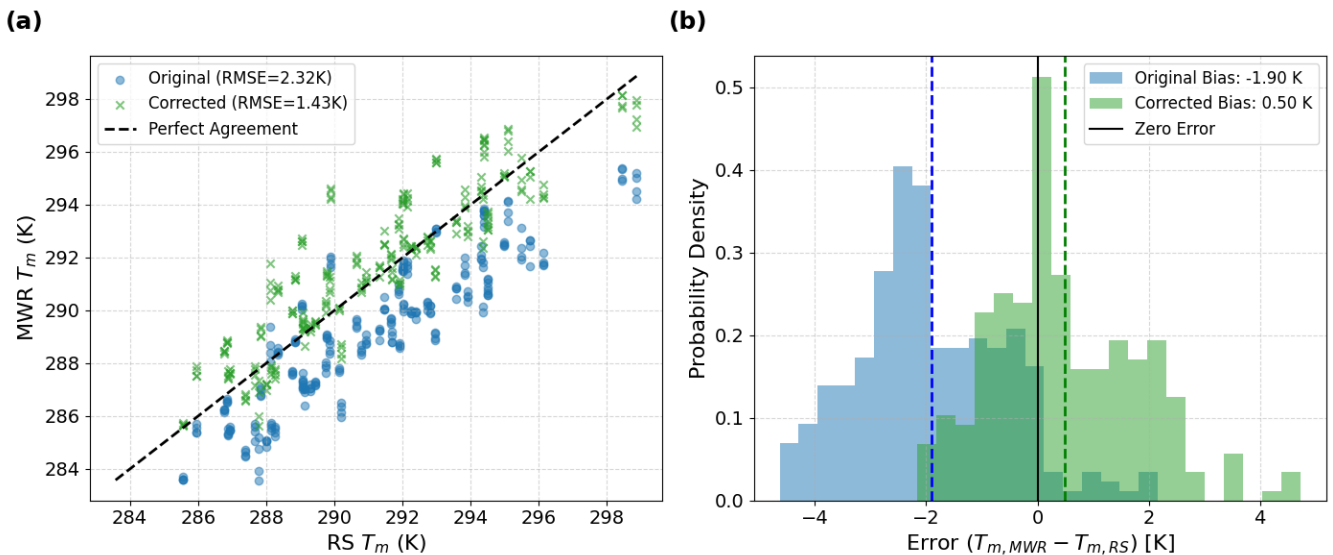 (a)
Original (RMSE=2.32K)
Corrected (RMSE=1.43K)
Perfect Agreement
298
296
294
292
290
288
286
284
MWR T_m (K)
284 286 288 290 292 294 296 298
RS T_m (K)
(b)
Original Bias: -1.90 K
Corrected Bias: 0.50 K
Zero Error
0.5
0.4
0.3
0.2
0.1
0.0
Probability Density
−4 −2 0 2 4
Error (T_{m,MWR} − T_{m,RS}) [K]